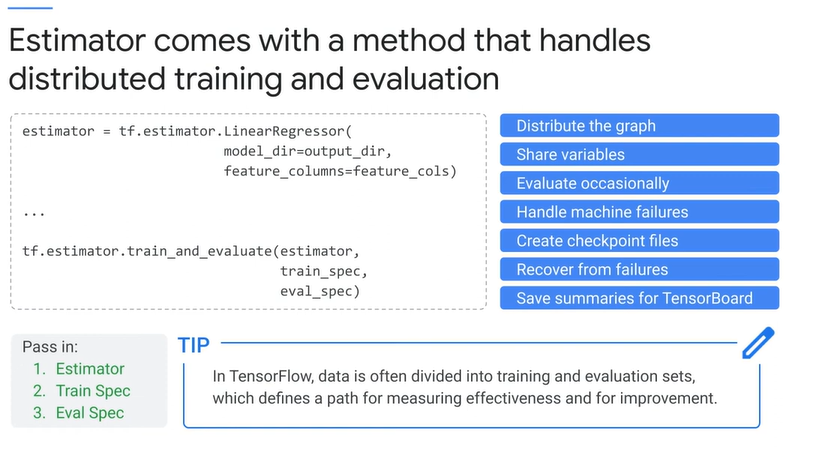 Estimator comes with a method that handles
distributed training and evaluation
estimator = tf.estimator.LinearRegressor(
model_dir=output_dir,
feature_columns=feature_cols)
...
tf.estimator.train_and_evaluate(estimator,
train_spec,
eval_spec)
Distribute the graph
Share variables
Evaluate occasionally
Handle machine failures
Create checkpoint files
Recover from failures
Save summaries for TensorBoard
Pass in:
1. Estimator
2. Train Spec
3. Eval Spec
TIP
In TensorFlow, data is often divided into training and evaluation sets,
which defines a path for measuring effectiveness and for improvement.